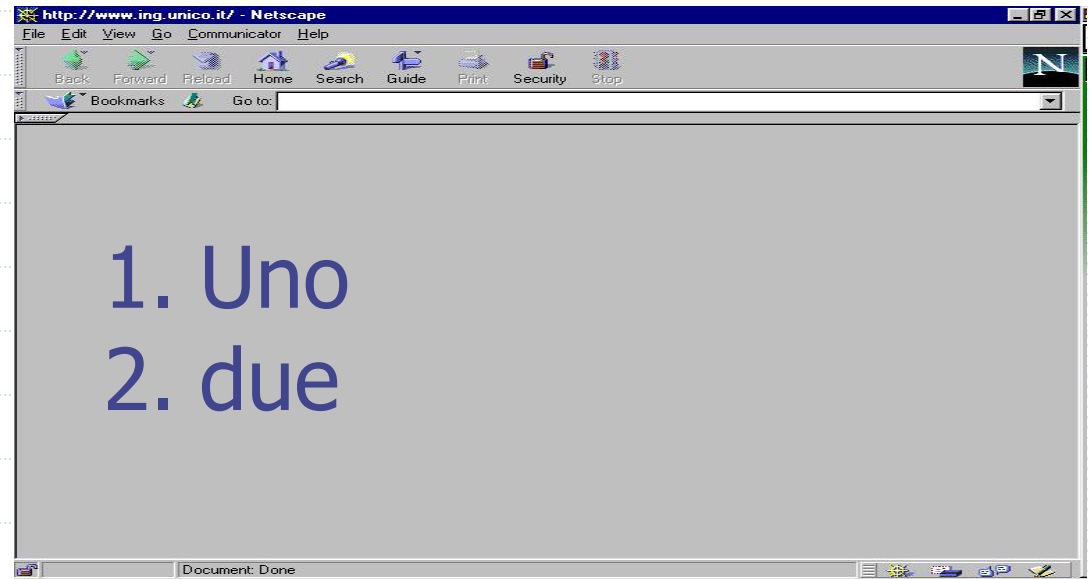 http://www.ing.unico.it/ - Netscape
File Edit View Go Communicator Help
Back Forward Reload Home Search Guide Print Security Stop
N
Bookmarks Go to:
1. Uno
2. due
Document: Done